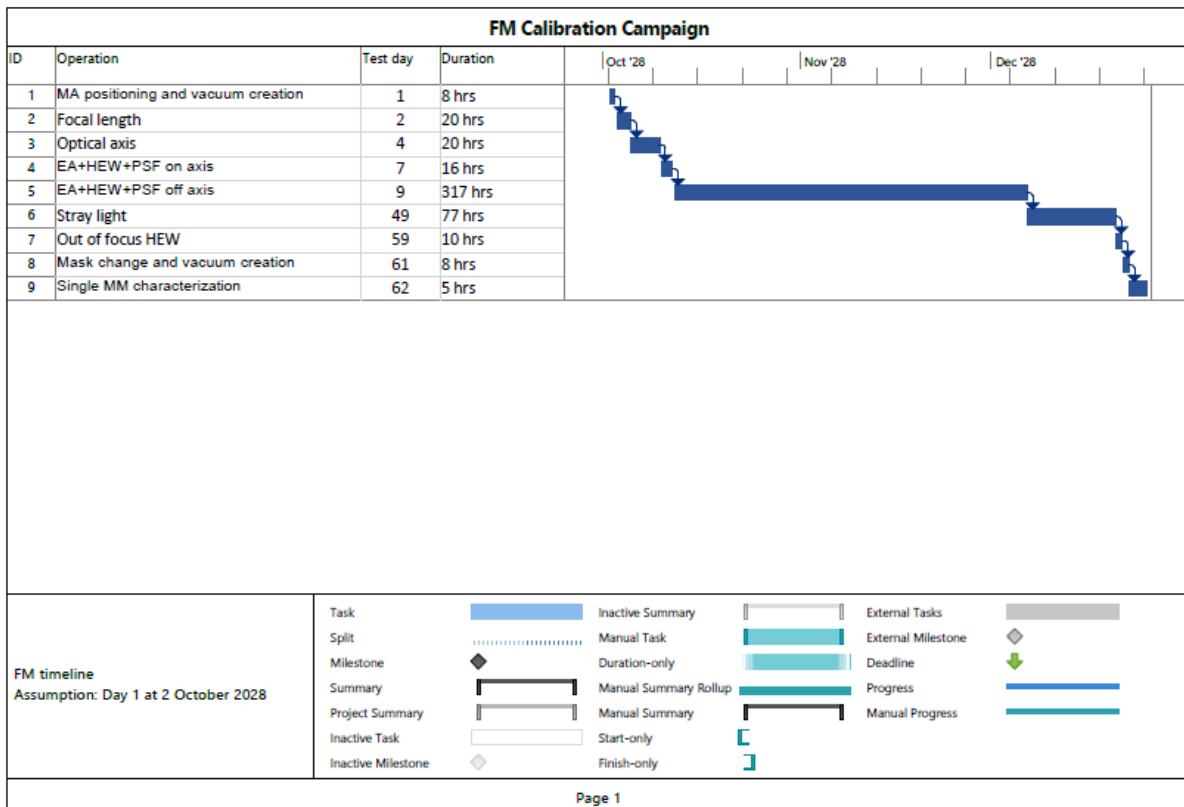 FM Calibration Campaign
ID Operation Test day Duration Oct '28 Nov '28 Dec '28
1 MA positioning and vacuum creation 1 8 hrs
2 Focal length 2 20 hrs
3 Optical axis 4 20 hrs
4 EA+HEW+PSF on axis 7 16 hrs
5 EA+HEW+PSF off axis 9 317 hrs
6 Stray light 49 77 hrs
7 Out of focus HEW 59 10 hrs
8 Mask change and vacuum creation 61 8 hrs
9 Single MM characterization 62 5 hrs
FM timeline
Assumption: Day 1 at 2 October 2028
Task Inactive Summary External Tasks
Split Manual Task External Milestone
Milestone Duration-only Deadline
Summary Manual Summary Rollup Progress
Project Summary Manual Summary Manual Progress
Inactive Task Start-only
Inactive Milestone Finish-only
Page 1